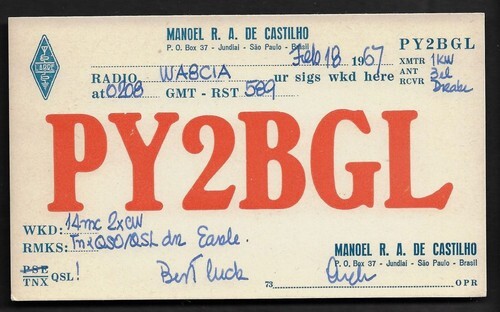 MANOEL R. A. DE CASTILHO
P. O. Box 37 - Jundiaí - São Paulo - Brasil
LABRE
Feb 18 1967
PY2BGL
RADIO WA8CIA ur sigs wkd here
XMTR 1KW
ANT 3el
RCVR Drake
at 0208 GMT - RST 589
PY2BGL
WKD: 14mc 2xCW
RMKS: Tnx QSO/QSL dr Earle.
PSE
TNX QSL!
Best luck
MANOEL R. A. DE CASTILHO
P. O. Box 37 - Jundiaí - São Paulo - Brasil
73 OPR